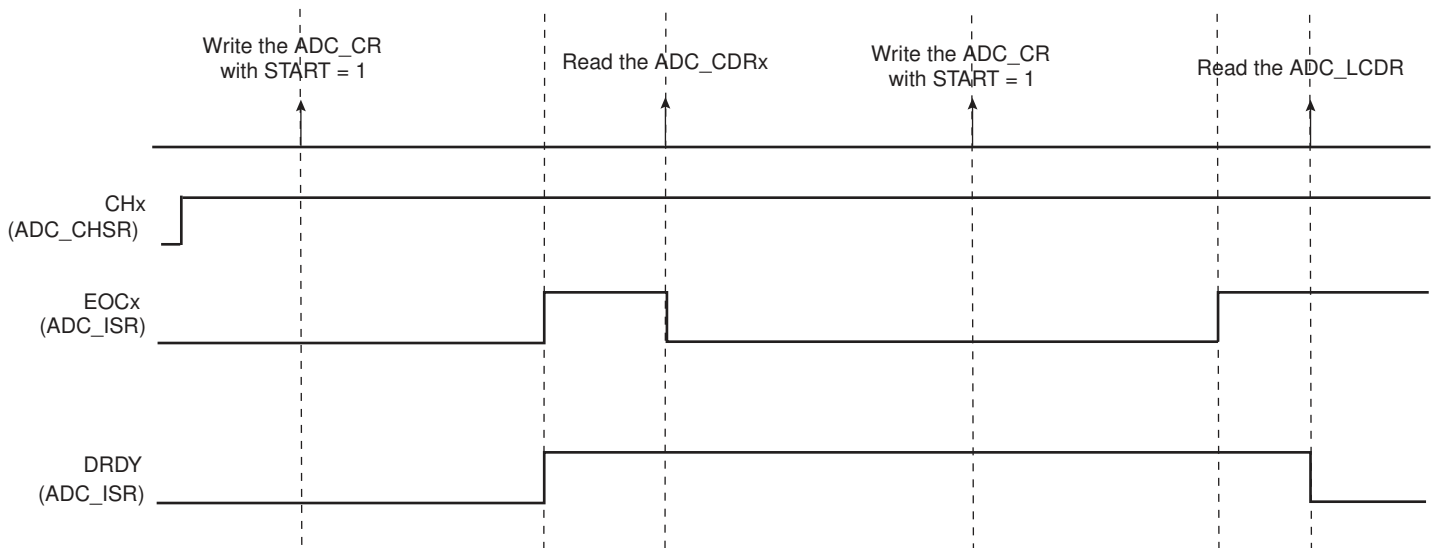 Write the ADC_CR
with START = 1
Read the ADC_CDRx
Write the ADC_CR
with START = 1
Read the ADC_LCDR
CHx
(ADC_CHSR)
EOCx
(ADC_ISR)
DRDY
(ADC_ISR)